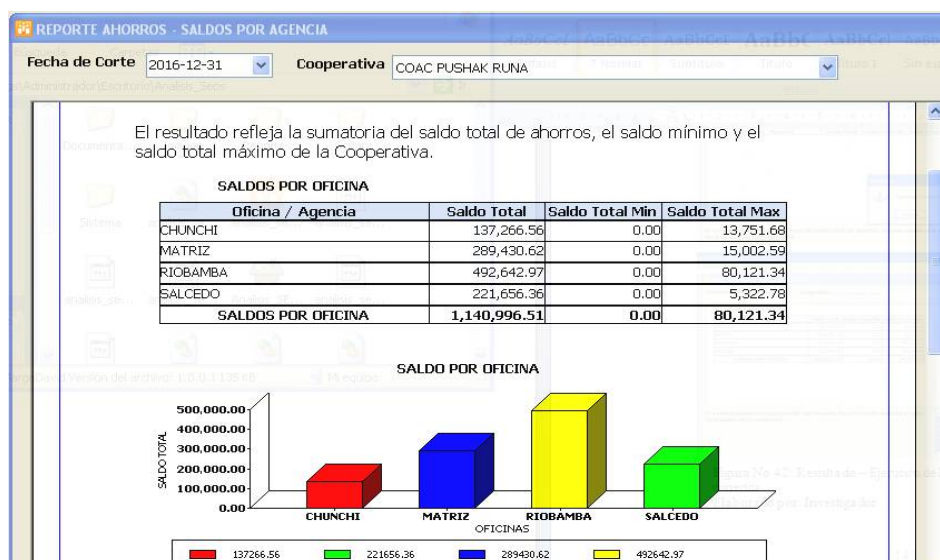 REPORTE AHORROS - SALDOS POR AGENCIA
Fecha de Corte 2016-12-31 Cooperativa COAC PUSHAK RUNA
El resultado refleja la sumatoria del saldo total de ahorros, el saldo mínimo y el
saldo total máximo de la Cooperativa.
SALDOS POR OFICINA
Oficina / Agencia Saldo Total Saldo Total Min Saldo Total Max
CHUNCHI 137,266.56 0.00 13,751.68
MATRIZ 289,430.62 0.00 15,002.59
RIOBAMBA 492,642.97 0.00 80,121.34
SALCEDO 221,656.36 0.00 5,322.78
SALDOS POR OFICINA 1,140,996.51 0.00 80,121.34
SALDO POR OFICINA
SALDO TOTAL
500,000.00
400,000.00
300,000.00
200,000.00
100,000.00
0.00
CHUNCHI MATRIZ RIOBAMBA SALCEDO
OFICINAS
137266.56 221656.36 289430.62 492642.97